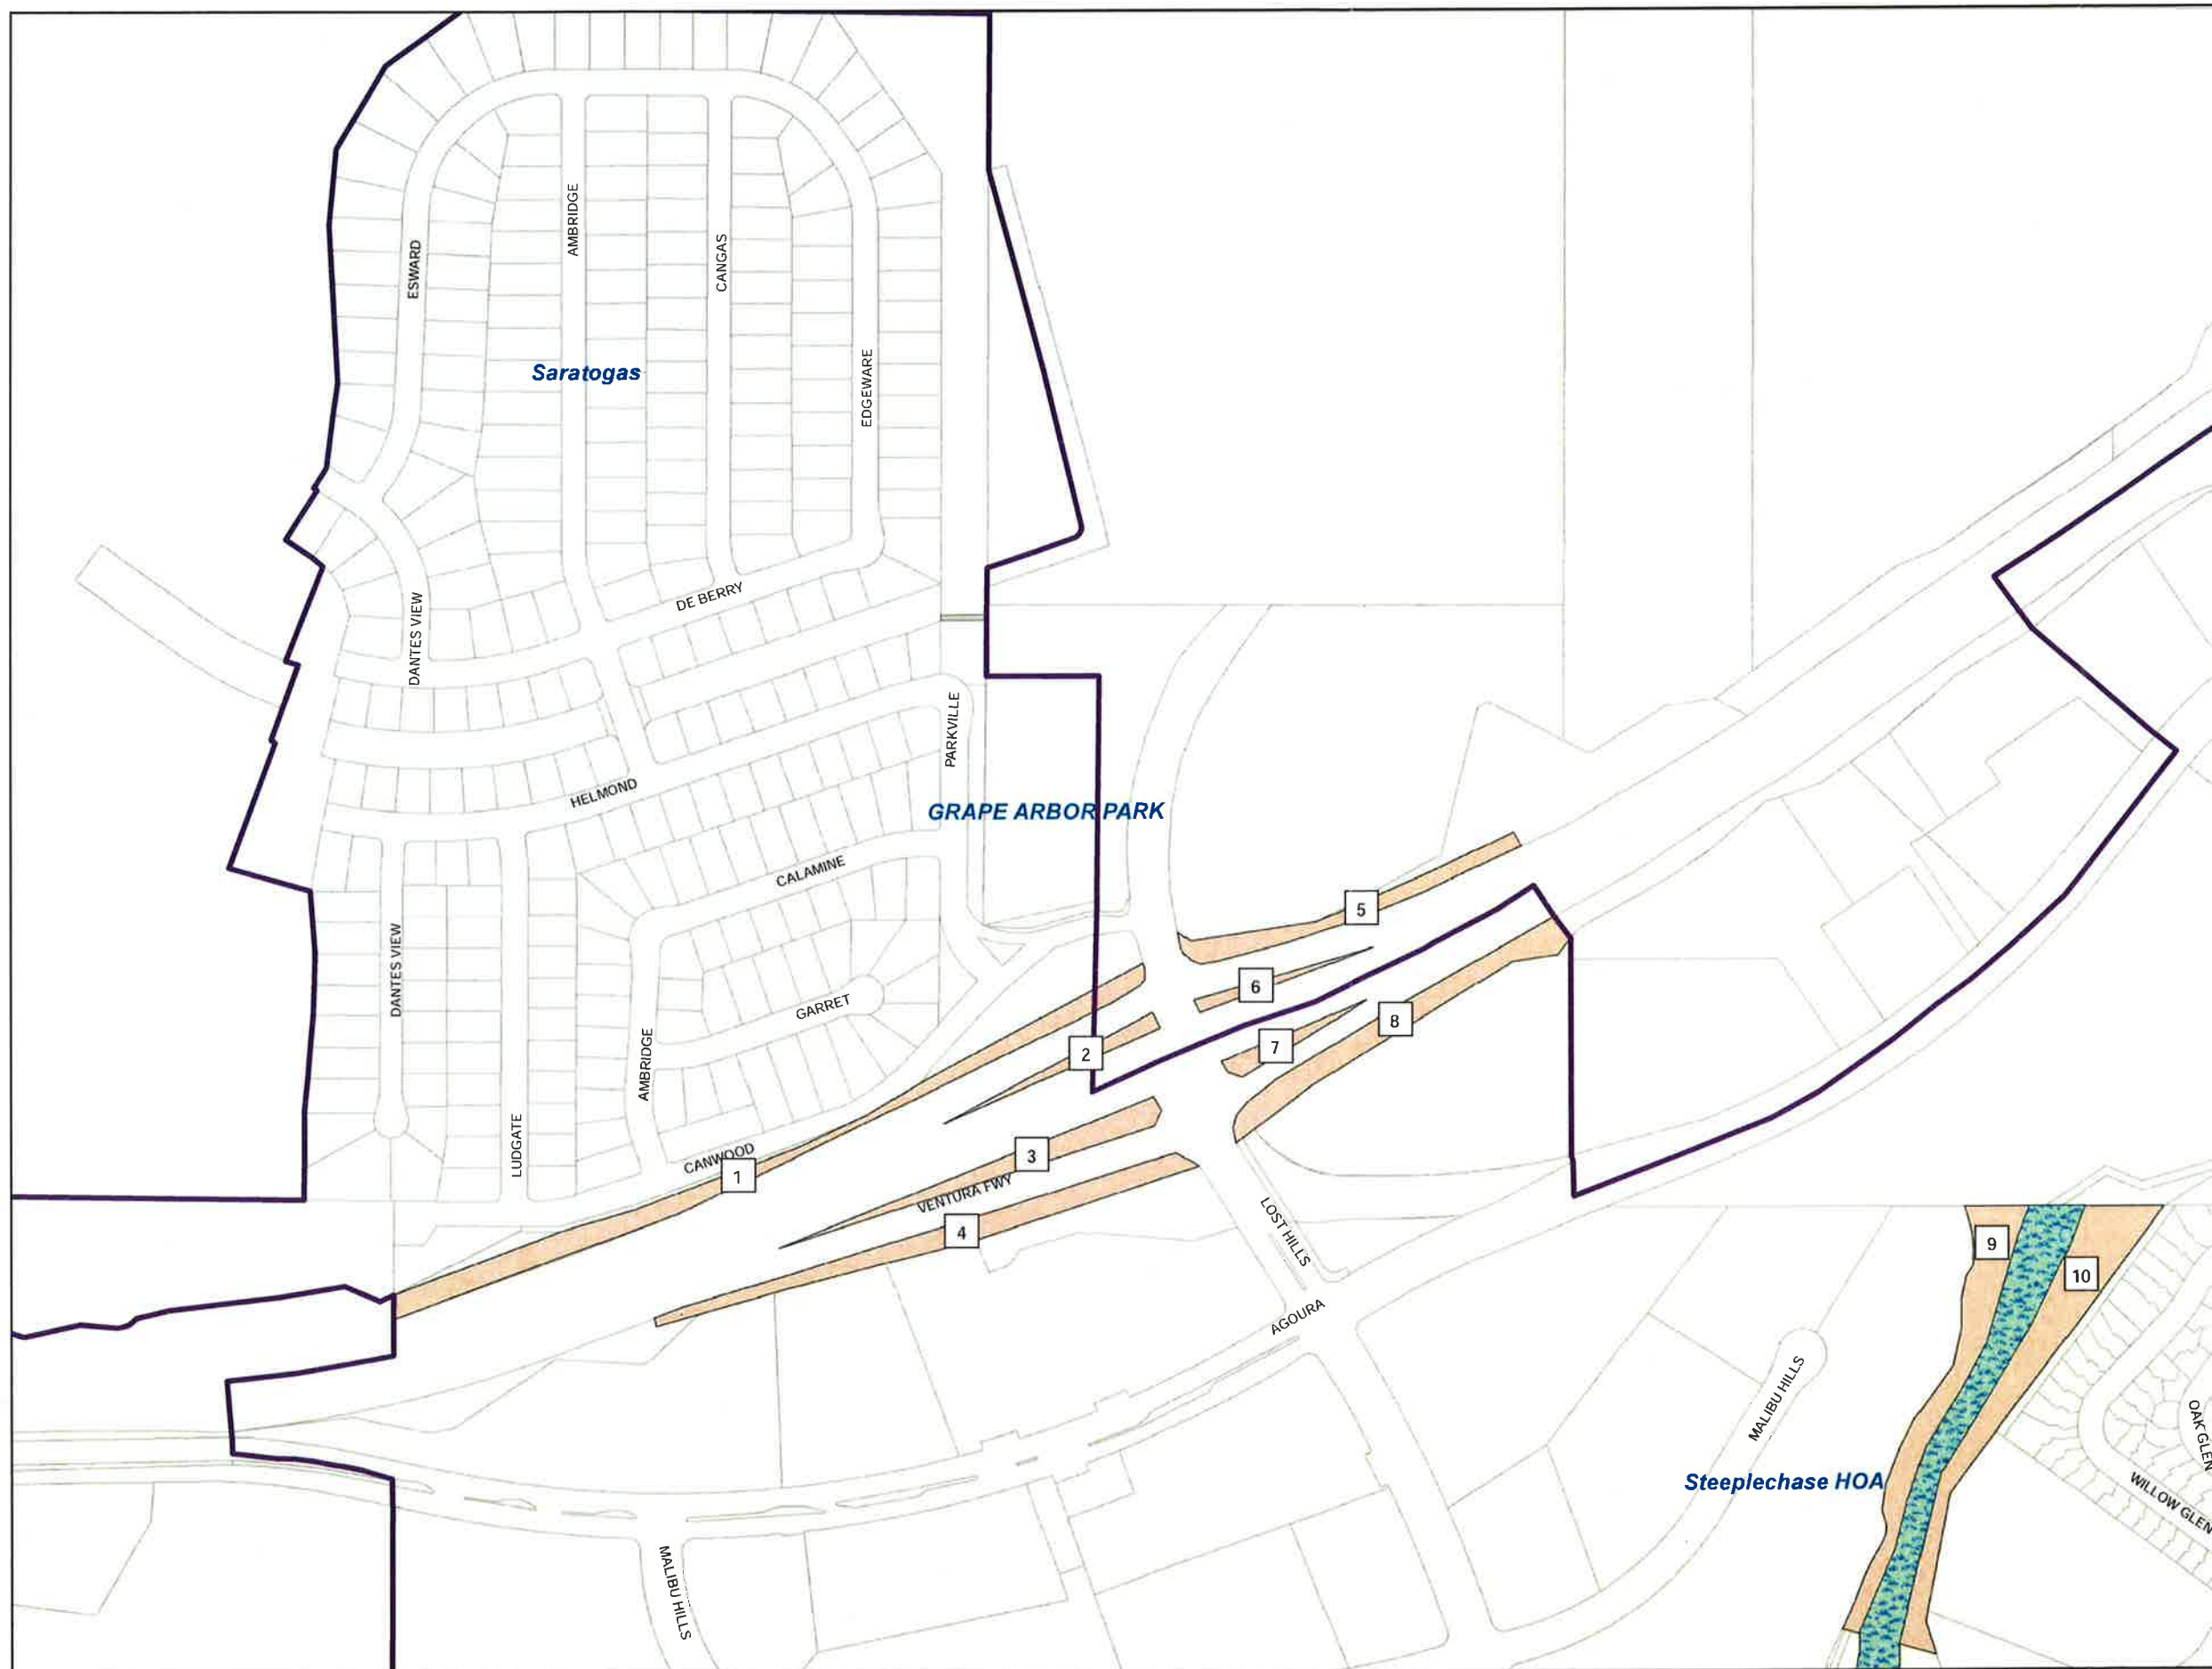 ESWARD
AMBRIDGE
CANGAS
EDGEWARE
Saratogas
DE BERRY
DANTES VIEW
PARKVILLE
HELMOND
GRAPE ARBOR PARK
CALAMINE
5
DANTES VIEW
6
GARRET
8
7
2
AMBRIDGE
LUDGATE
CANWOOD
1
3
VENTURA FWY
4
LOST HILLS
9
10
AGOURA
MALIBU HILLS
OAK GLEN
Steeplechase HOA
WILLOW GLEN
MALIBU HILLS